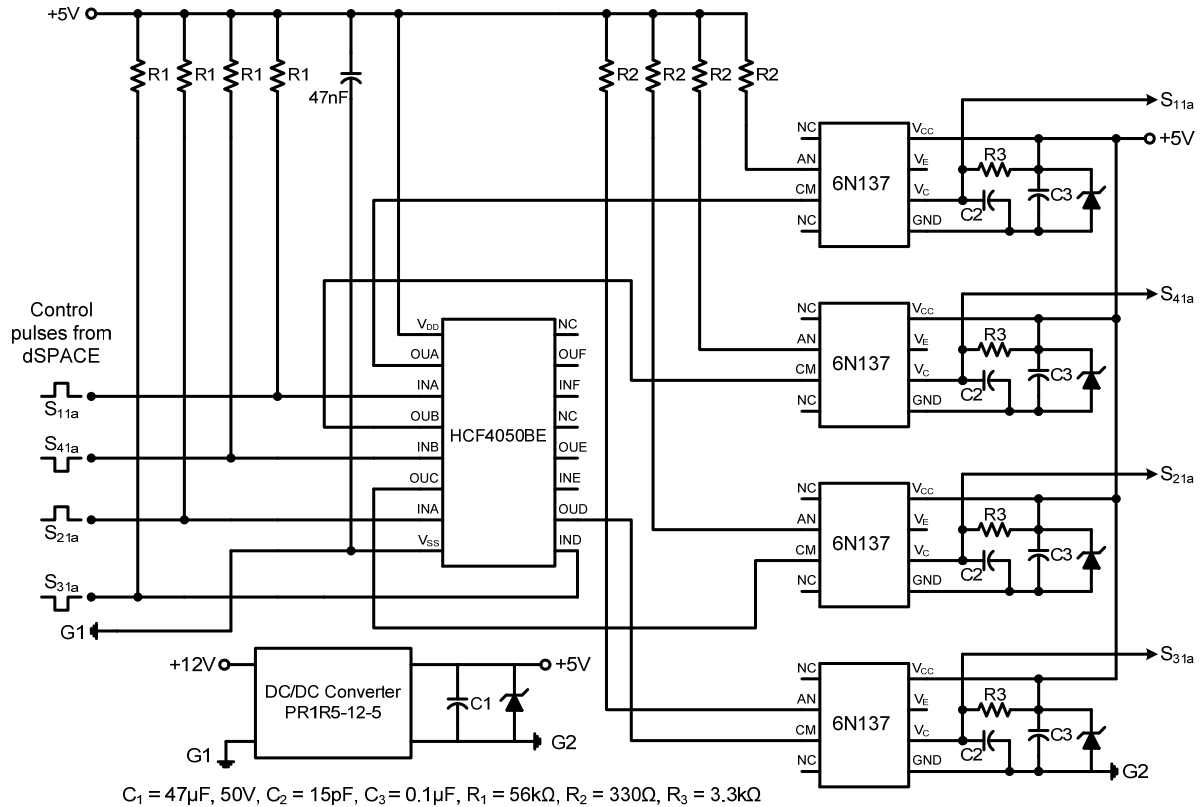 +5V
R1
R1
R1
R1
47nF
R2
R2
R2
R2
Control
pulses from
dSPACE
S11a
S41a
S21a
S31a
G1
VDD
OUA
INA
OUB
INB
OUC
INA
VSS
HCF4050BE
NC
OUF
INF
NC
OUE
INE
OUD
IND
NC
AN
CM
NC
6N137
VCC
VE
VC
GND
R3
C2
C3
S11a
+5V
NC
AN
CM
NC
6N137
VCC
VE
VC
GND
R3
C2
C3
S41a
NC
AN
CM
NC
6N137
VCC
VE
VC
GND
R3
C2
C3
S21a
NC
AN
CM
NC
6N137
VCC
VE
VC
GND
R3
C2
C3
S31a
G2
+12V
G1
DC/DC Converter
PR1R5-12-5
C1
+5V
G2
C1 = 47µF, 50V, C2 = 15pF, C3 = 0.1µF, R1 = 56kΩ, R2 = 330Ω, R3 = 3.3kΩ